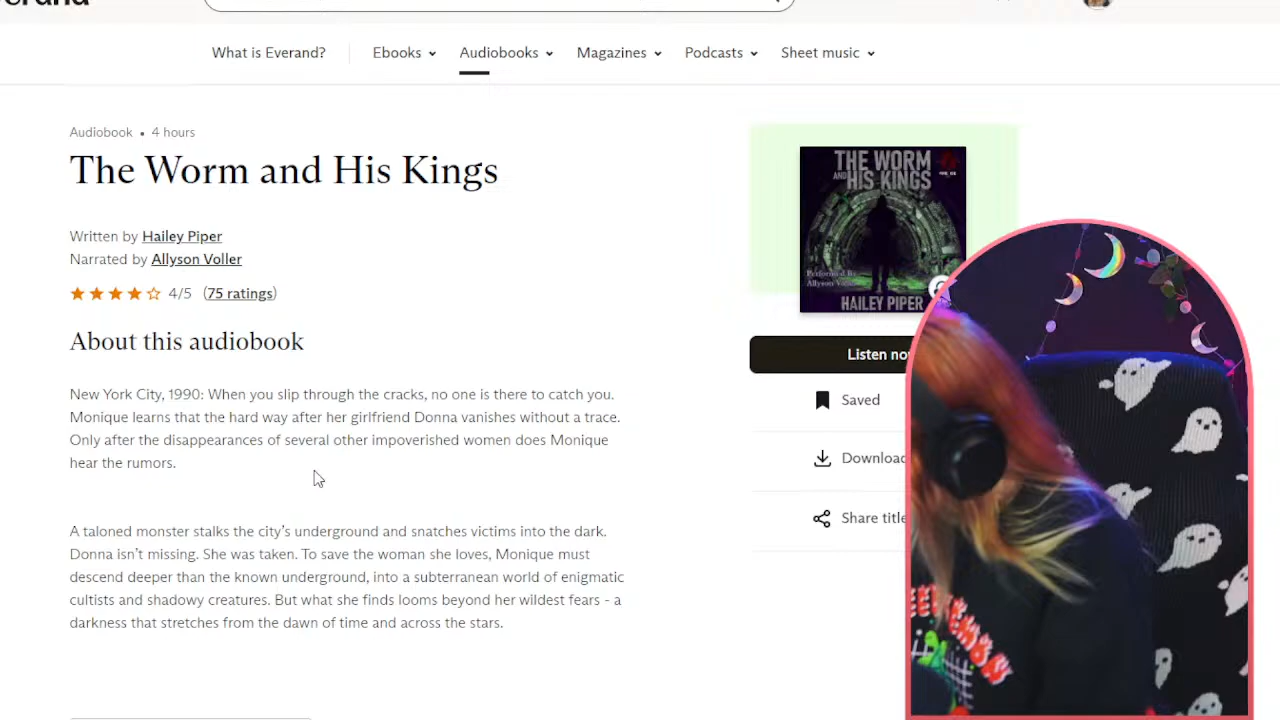 What is Everand?
Ebooks
Audiobooks
Magazines
Podcasts
Sheet music
Audiobook • 4 hours
The Worm and His Kings
Written by Hailey Piper
Narrated by Allyson Voller
4/5 (75 ratings)
About this audiobook
New York City, 1990: When you slip through the cracks, no one is there to catch you.
Monique learns that the hard way after her girlfriend Donna vanishes without a trace.
Only after the disappearances of several other impoverished women does Monique
hear the rumors.
A taloned monster stalks the city's underground and snatches victims into the dark.
Donna isn't missing. She was taken. To save the woman she loves, Monique must
descend deeper than the known underground, into a subterranean world of enigmatic
cultists and shadowy creatures. But what she finds looms beyond her wildest fears - a
darkness that stretches from the dawn of time and across the stars.
THE WORM
AND HIS KINGS
Performed By
Allyson
HAILEY PIPER
Listen no
Saved
Download
Share title